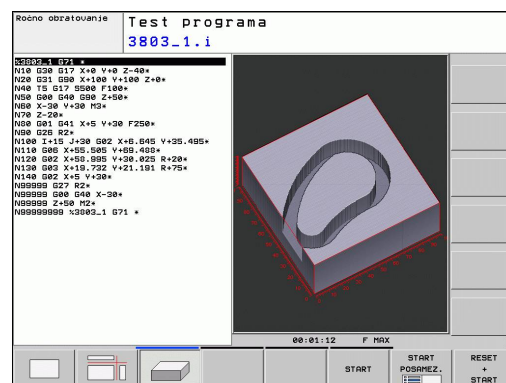 Ročno obratovanje
Test programa
3803_1.i
%3803_1 G71 *
N10 G30 G17 X+0 Y+0 Z-40*
N20 G31 G90 X+100 Y+100 Z+0*
N40 T5 G17 S500 F100*
N50 G00 G40 G90 Z+50*
N60 X-30 Y+30 M3*
N70 Z-20*
N80 G01 G41 X+5 Y+30 F250*
N90 G26 R2*
N100 I+15 J+30 G02 X+6.645 Y+35.495*
N110 G06 X+55.505 Y+69.488*
N120 G02 X+58.995 Y+30.025 R+20*
N130 G03 X+19.732 Y+21.191 R+75*
N140 G02 X+5 Y+30*
N99999 G27 R2*
N99999 G00 G40 X-30*
N99999 Z+50 M2*
N99999999 %3803_1 G71 *
00:01:12 F MAX
START
START
POSAMEZ.
RESET
+
START